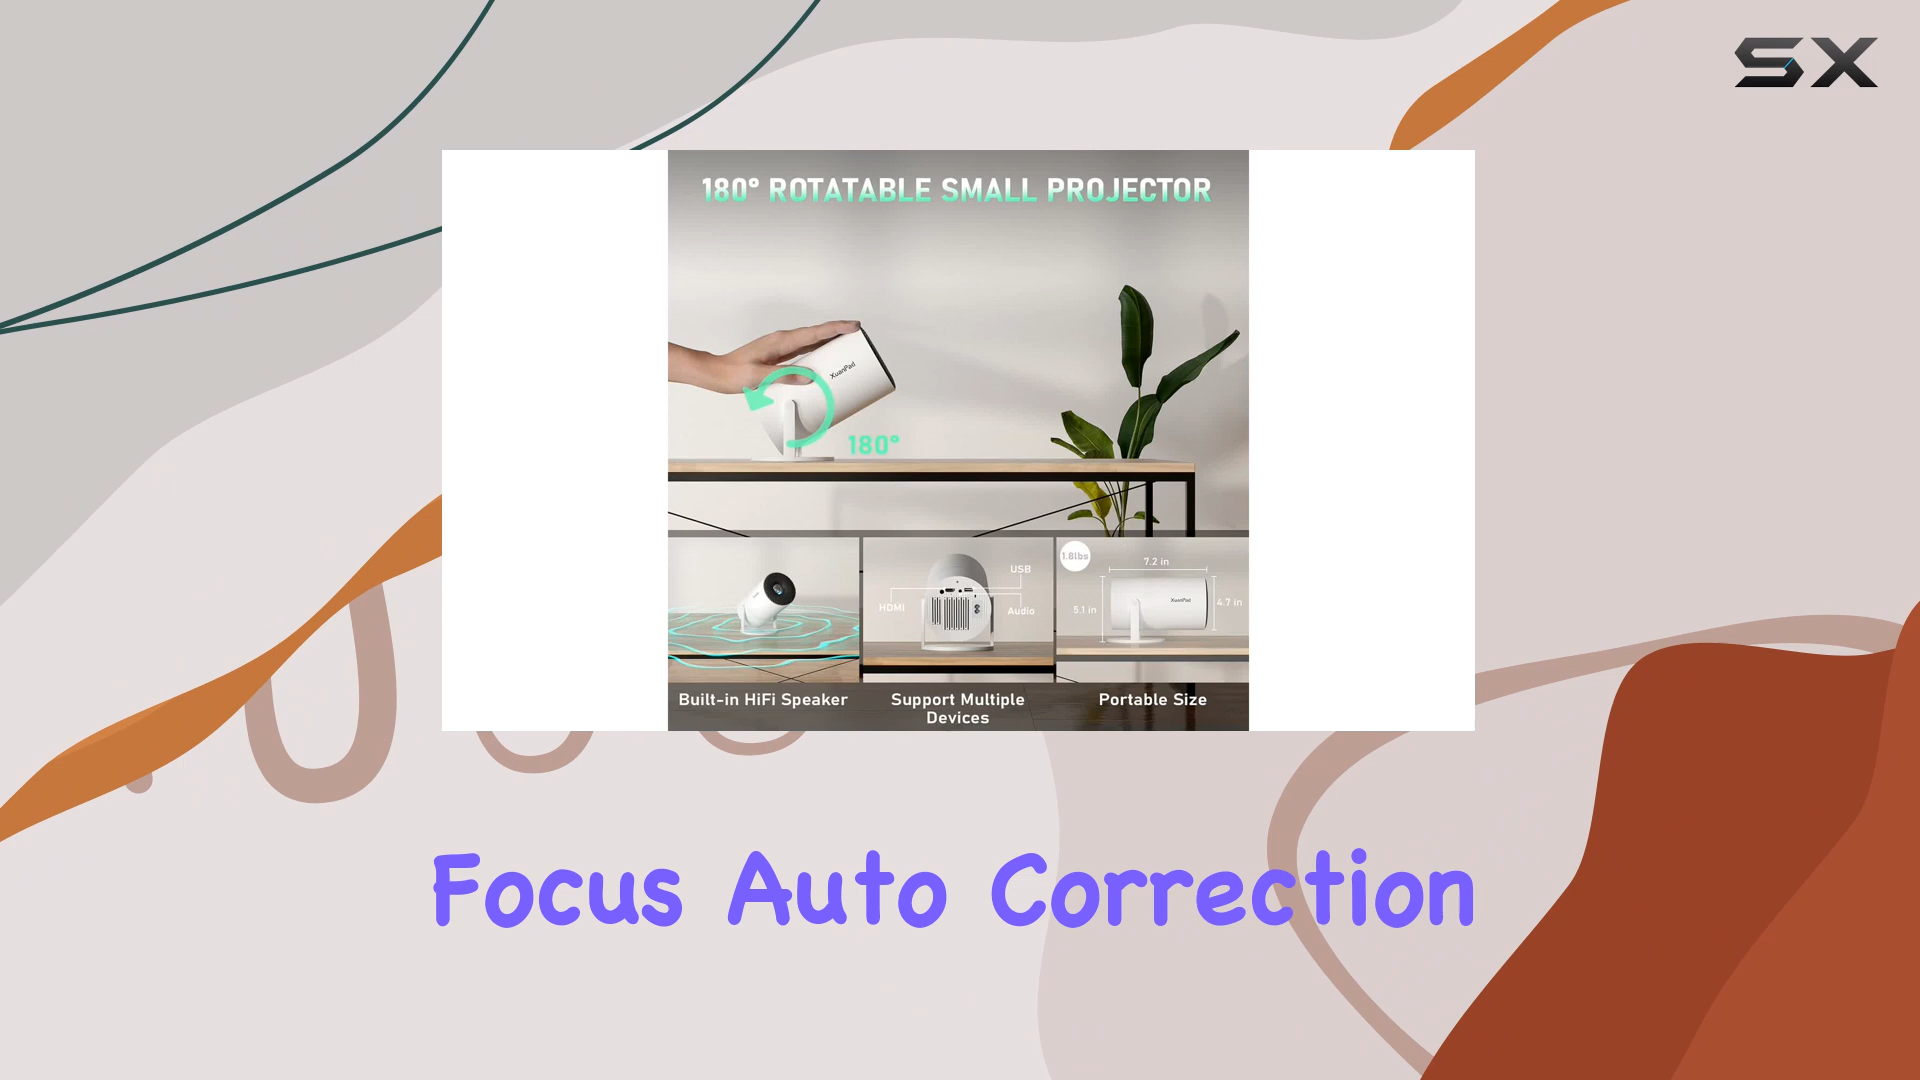 SX
180° ROTATABLE SMALL PROJECTOR
XuanPad
180°
USB
HDMI
Audio
1.8lbs
7.2 in
5.1 in
XuanPad
4.7 in
Built-in HiFi Speaker
Support Multiple
Devices
Portable Size
Focus Auto Correction